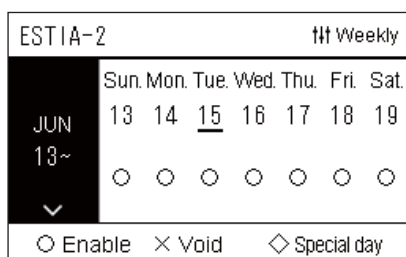 ESTIA-2 Weekly
Sun. Mon. Tue. Wed. Thu. Fri. Sat.
JUN 13 14 15 16 17 18 19
13~
○ Enable × Void ◇ Special day